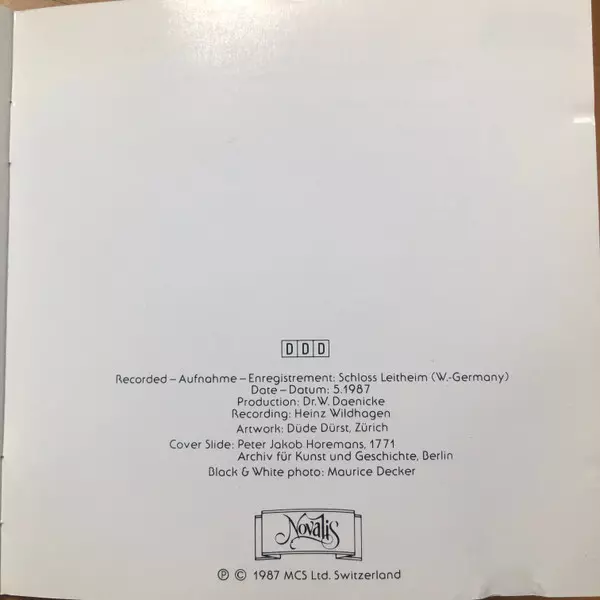 DDD
Recorded – Aufnahme – Enregistrement: Schloss Leitheim (W.-Germany)
Date – Datum: 5.1987
Production: Dr.W. Daenicke
Recording: Heinz Wildhagen
Artwork: Düde Dürst, Zürich
Cover Slide: Peter Jakob Horemans, 1771
Archiv für Kunst und Geschichte, Berlin
Black & White photo: Maurice Decker
Novalis
℗ © 1987 MCS Ltd. Switzerland